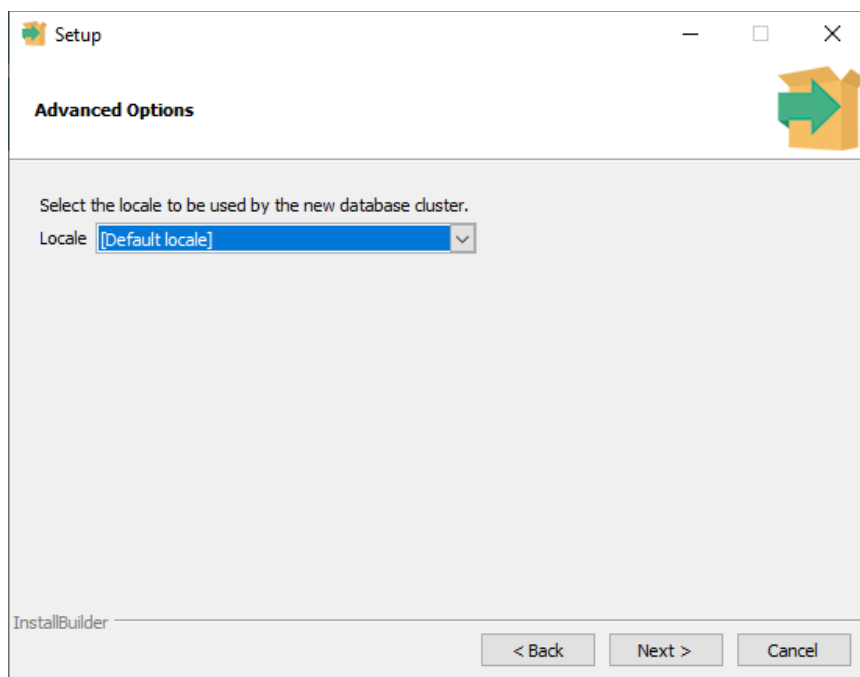 Setup
Advanced Options
Select the locale to be used by the new database cluster.
Locale [Default locale]
InstallBuilder
< Back Next > Cancel